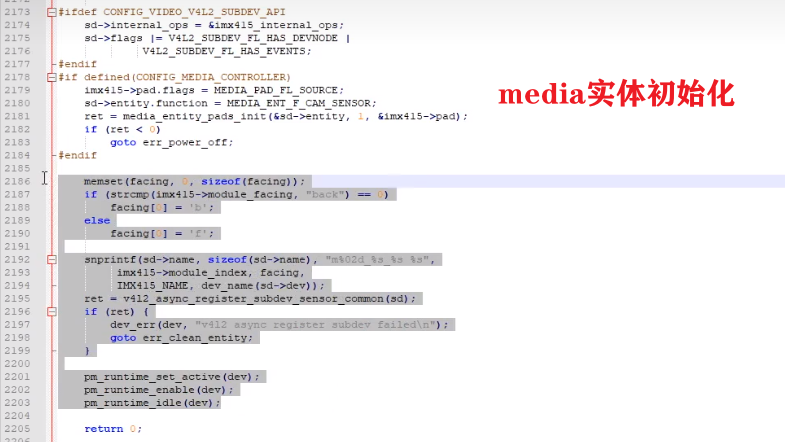 2173 #ifdef CONFIG_VIDEO_V4L2_SUBDEV_API
2174 sd->internal_ops = &imx415_internal_ops;
2175 sd->flags |= V4L2_SUBDEV_FL_HAS_DEVNODE |
2176 V4L2_SUBDEV_FL_HAS_EVENTS;
2177 #endif
2178 #if defined(CONFIG_MEDIA_CONTROLLER)
2179 imx415->pad.flags = MEDIA_PAD_FL_SOURCE;
media实体初始化
2180 sd->entity.function = MEDIA_ENT_F_CAM_SENSOR;
2181 ret = media_entity_pads_init(&sd->entity, 1, &imx415->pad);
2182 if (ret < 0)
2183 goto err_power_off;
2184 #endif
2185
2186 memset(facing, 0, sizeof(facing));
2187 if (strcmp(imx415->module_facing, "back") == 0)
2188 facing[0] = 'b';
2189 else
2190 facing[0] = 'f';
2191
2192 snprintf(sd->name, sizeof(sd->name), "m%02d_%s_%s %s",
2193 imx415->module_index, facing,
2194 IMX415_NAME, dev_name(sd->dev));
2195 ret = v4l2_async_register_subdev_sensor_common(sd);
2196 if (ret) {
2197 dev_err(dev, "v4l2 async register subdev failed\n");
2198 goto err_clean_entity;
2199 }
2200
2201 pm_runtime_set_active(dev);
2202 pm_runtime_enable(dev);
2203 pm_runtime_idle(dev);
2204
2205 return 0;